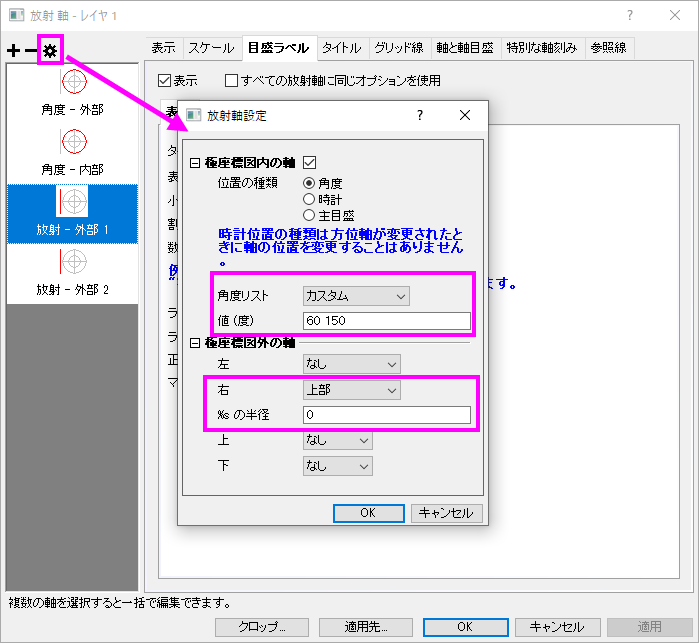 放射 軸 - レイヤ 1
表示 スケール 目盛ラベル タイトル グリッド線 軸と軸目盛 特別な軸刻み 参照線
表示 すべての放射軸に同じオプションを使用
角度 - 外部
角度 - 内部
放射 - 外部 1
放射 - 外部 2
放射軸設定
極座標図内の軸
位置の種類 角度
時計
主目盛
時計位置の種類は方位軸が変更されたと
きに軸の位置を変更することはありません
。
ます。
角度リスト カスタム
値 (度) 60 150
極座標図外の軸
左 なし
右 上部
%s の半径 0
上 なし
下 なし
OK キャンセル
複数の軸を選択すると一括で編集できます。
クロップ... 適用先... OK キャンセル 適用